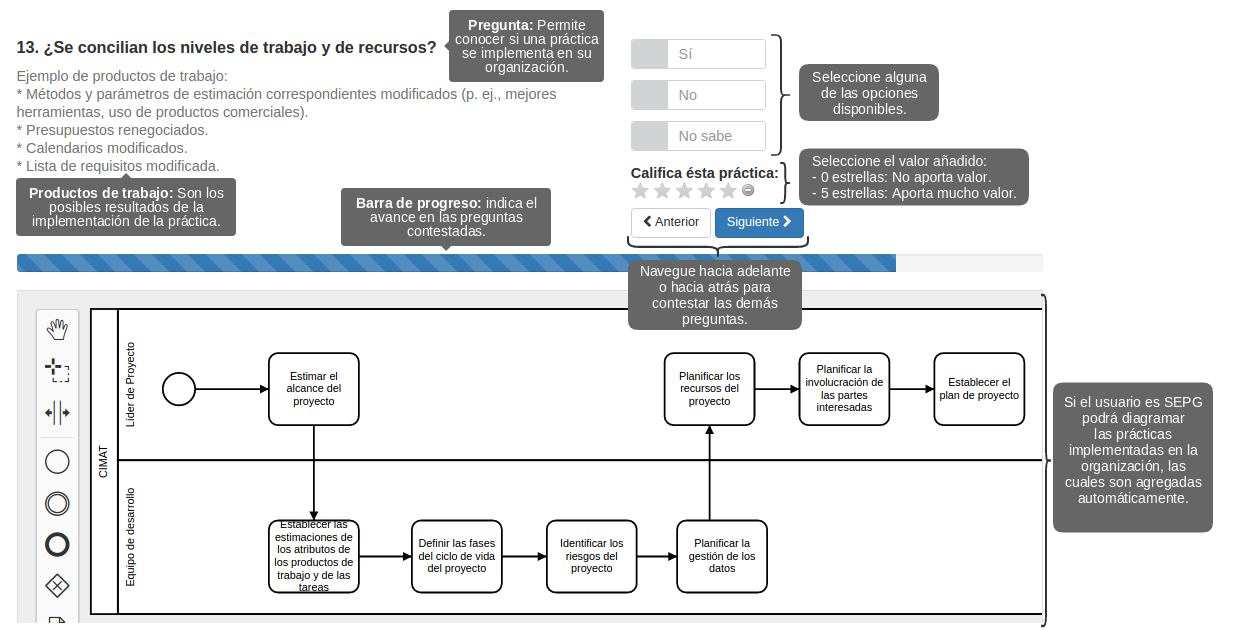 Pregunta: Permite
conocer si una práctica
se implementa en su
organización.
13. ¿Se concilian los niveles de trabajo y de recursos?
Ejemplo de productos de trabajo:
* Métodos y parámetros de estimación correspondientes modificados (p. ej., mejores
herramientas, uso de productos comerciales).
* Presupuestos renegociados.
* Calendarios modificados.
* Lista de requisitos modificada.
Productos de trabajo: Son los
posibles resultados de la
implementación de la práctica.
Barra de progreso: indica el
avance en las preguntas
contestadas.
Sí
No
No sabe
Seleccione alguna
de las opciones
disponibles.
Califica ésta práctica:
Seleccione el valor añadido:
- 0 estrellas: No aporta valor.
- 5 estrellas: Aporta mucho valor.
Anterior
Siguiente
Navegue hacia adelante
o hacia atrás para
contestar las demás
preguntas.
CIMAT
Líder de Proyecto
Estimar el
alcance del
proyecto
Planificar los
recursos del
proyecto
Planificar la
involucración de
las partes
interesadas
Establecer el
plan de proyecto
Equipo de desarrollo
Establecer las
estimaciones de
los atributos de
los productos de
trabajo y de las
tareas
Definir las fases
del ciclo de vida
del proyecto
Identificar los
riesgos del
proyecto
Planificar la
gestión de los
datos
Si el usuario es SEPG
podrá diagramar
las prácticas
implementadas en la
organización, las
cuales son agregadas
automáticamente.